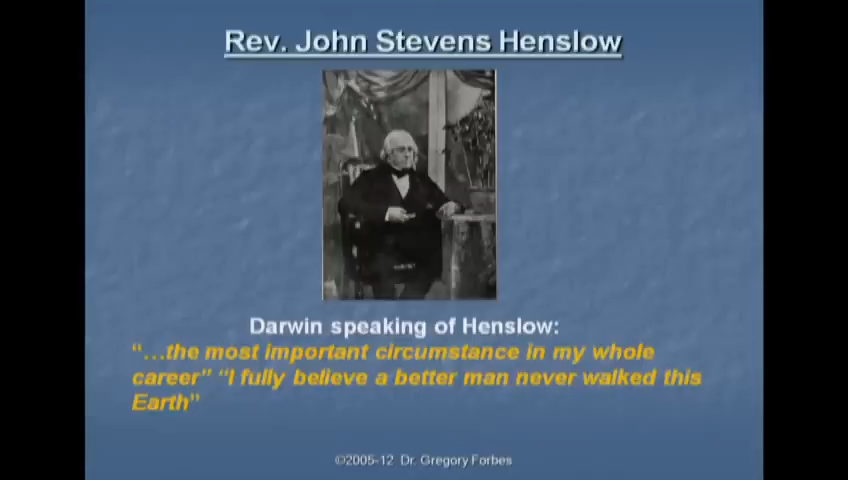 Rev. John Stevens Henslow
Darwin speaking of Henslow:
“…the most important circumstance in my whole
career” “I fully believe a better man never walked this
Earth”
©2005-12 Dr. Gregory Forbes